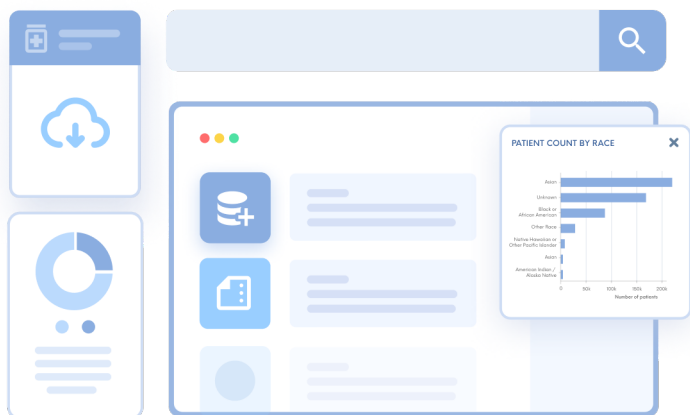 PATIENT COUNT BY RACE
Asian
Unknown
Black or
African American
Other Race
Native Hawaiian or
Other Pacific Islander
Asian
American Indian /
Alaska Native
0 50k 100k 150k 200k
Number of patients